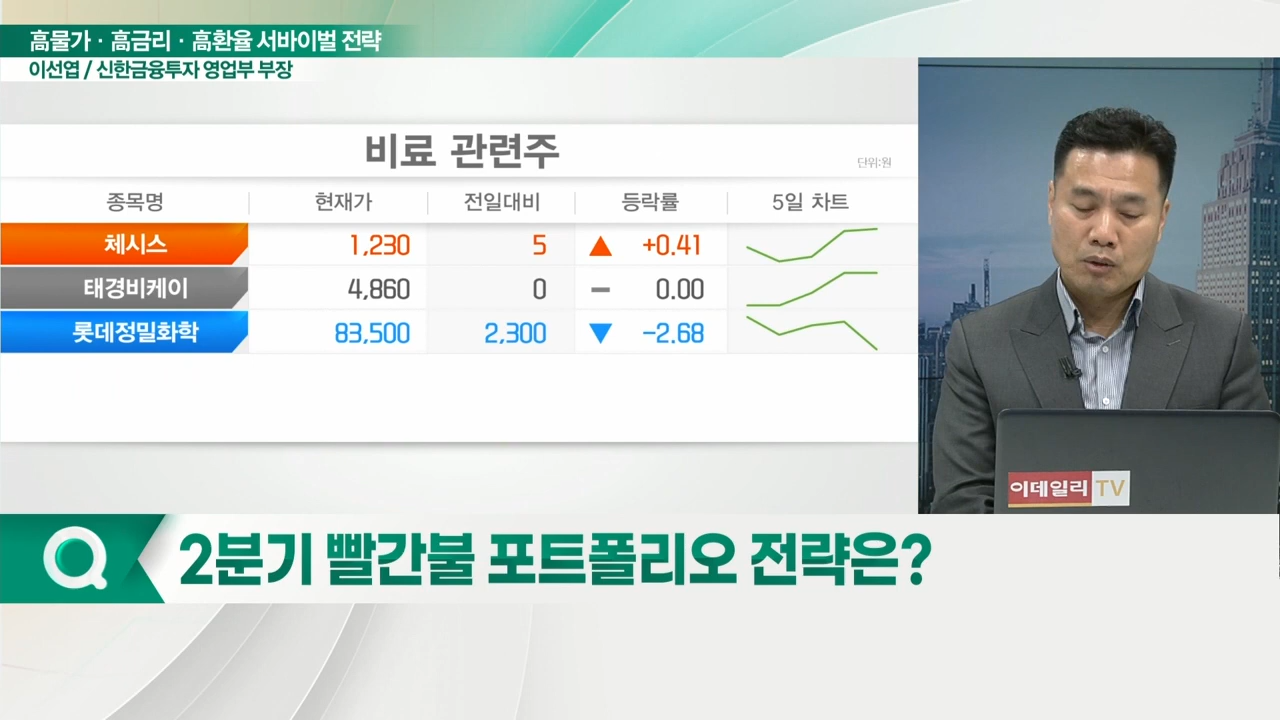 高물가 · 高금리 · 高환율 서바이벌 전략
이선엽 / 신한금융투자 영업부 부장
비료 관련주
단위:원
종목명 현재가 전일대비 등락률 5일 차트
체시스 1,230 5 ▲ +0.41
태경비케이 4,860 0 − 0.00
롯데정밀화학 83,500 2,300 ▼ −2.68
이데일리 TV
2분기 빨간불 포트폴리오 전략은?